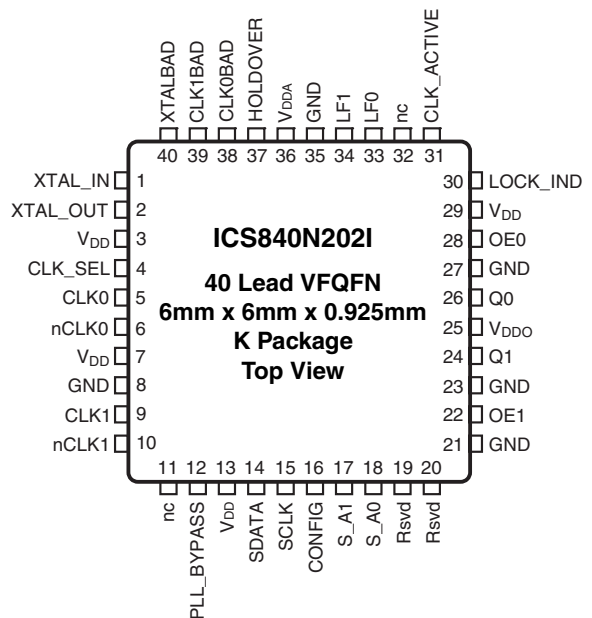 XTALBAD
CLK1BAD
CLK0BAD
HOLDOVER
VDDA
GND
LF1
LF0
nc
CLK_ACTIVE
40 39 38 37 36 35 34 33 32 31
XTAL_IN 1
XTAL_OUT 2
VDD 3
CLK_SEL 4
CLK0 5
nCLK0 6
VDD 7
GND 8
CLK1 9
nCLK1 10
ICS840N202I
40 Lead VFQFN
6mm x 6mm x 0.925mm
K Package
Top View
30 LOCK_IND
29 VDD
28 OE0
27 GND
26 Q0
25 VDDO
24 Q1
23 GND
22 OE1
21 GND
11 12 13 14 15 16 17 18 19 20
nc
PLL_BYPASS
VDD
SDATA
SCLK
CONFIG
S_A1
S_A0
Rsvd
Rsvd